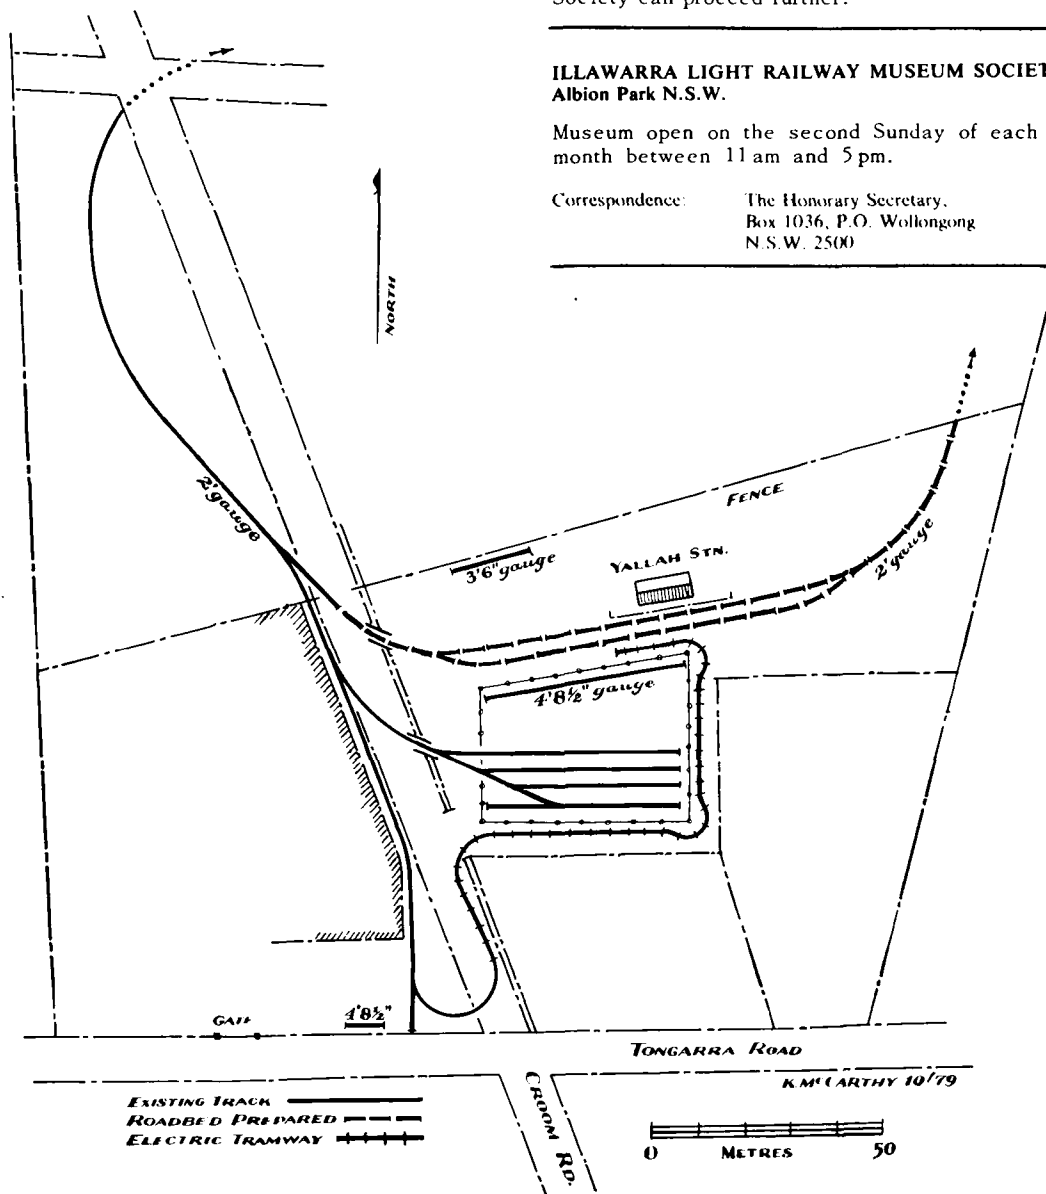 Society can proceed further.
ILLAWARRA LIGHT RAILWAY MUSEUM SOCIET
Albion Park N.S.W.
Museum open on the second Sunday of each
month between 11 am and 5 pm.
Correspondence: The Honorary Secretary,
Box 1036, P.O. Wollongong
N.S.W. 2500
NORTH
2' gauge
FENCE
3'6" gauge
YALLAH STN.
2' gauge
4'8½" gauge
GATE
4'8½"
TONGARRA ROAD
K.McCARTHY 10/79
CROOM RD.
EXISTING TRACK
ROADBED PREPARED
ELECTRIC TRAMWAY
0 METRES 50